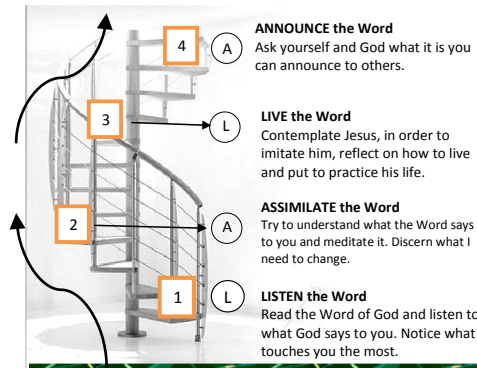 4
A
ANNOUNCE the Word
Ask yourself and God what it is you
can announce to others.
3
L
LIVE the Word
Contemplate Jesus, in order to
imitate him, reflect on how to live
and put to practice his life.
2
A
ASSIMILATE the Word
Try to understand what the Word says
to you and meditate it. Discern what I
need to change.
1
L
LISTEN the Word
Read the Word of God and listen to
what God says to you. Notice what
touches you the most.